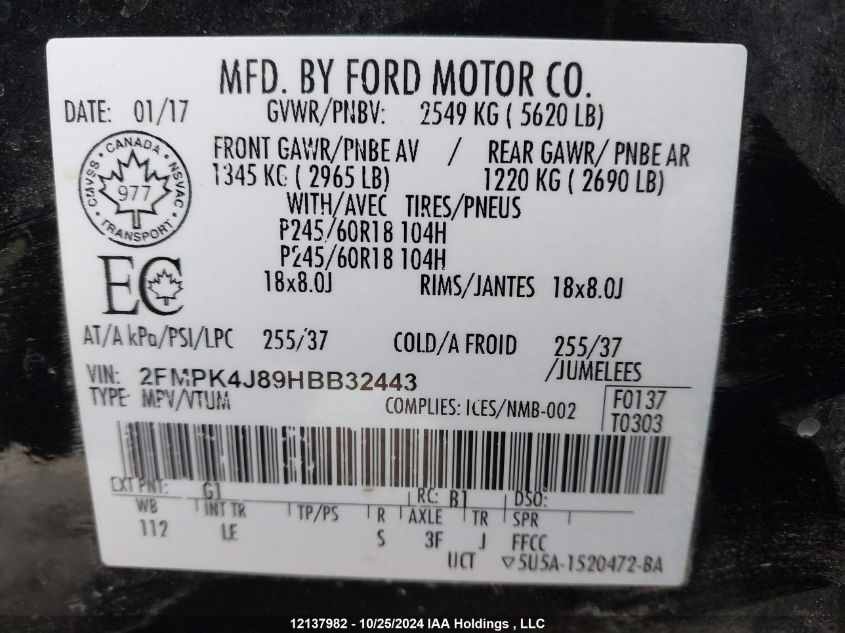 MFD. BY FORD MOTOR CO.
DATE: 01/17 GVWR/PNBV: 2549 KG ( 5620 LB)
FRONT GAWR/PNBE AV / REAR GAWR/ PNBE AR
1345 KG ( 2965 LB) 1220 KG ( 2690 LB)
WITH/AVEC TIRES/PNEUS
P245/60R18 104H
P245/60R18 104H
18x8.0J RIMS/JANTES 18x8.0J
CANADA
CMVSS NSVAC
977
TRANSPORT
EC
AT/A kPa/PSI/LPC 255/37 COLD/A FROID 255/37
/JUMELEES
VIN: 2FMPK4J89HBB32443
TYPE: MPV/VTUM COMPLIES: ICES/NMB-002 F0137
T0303
EXT PNT: G1 RC: B1 DSO:
WB INT TR TP/PS R AXLE TR SPR
112 LE S 3F J FFCC
UCT ▽5U5A-1520472-BA
12137982 - 10/25/2024 IAA Holdings , LLC